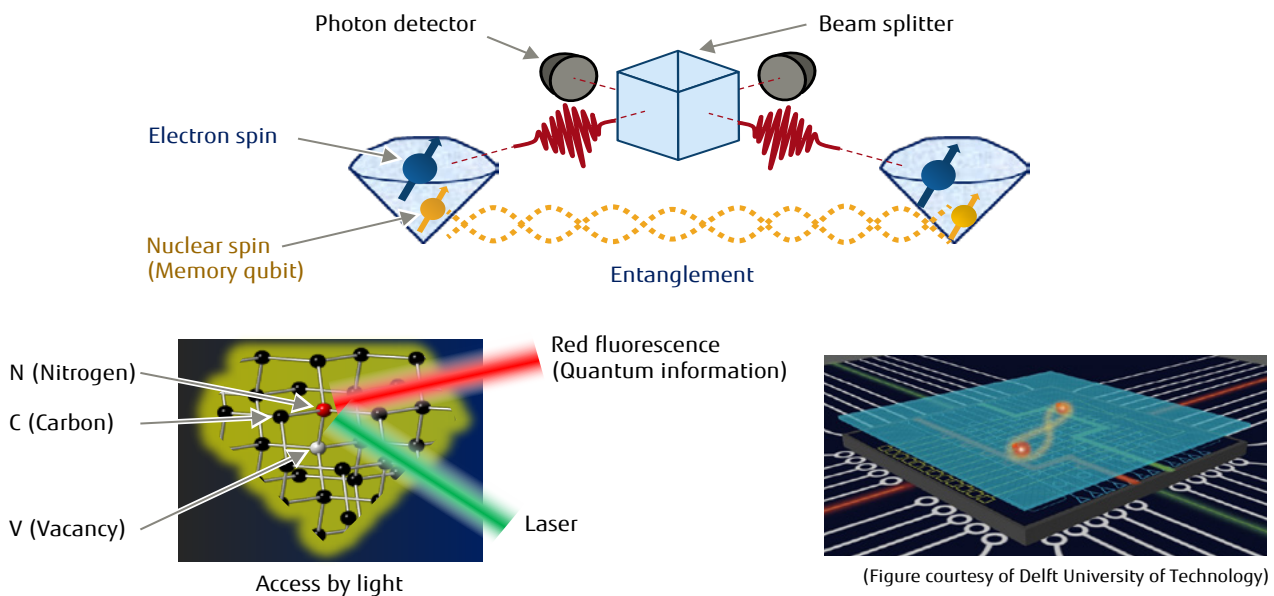 Photon detector
Beam splitter
Electron spin
Nuclear spin
(Memory qubit)
Entanglement
N (Nitrogen)
C (Carbon)
V (Vacancy)
Red fluorescence
(Quantum information)
Laser
Access by light
(Figure courtesy of Delft University of Technology)